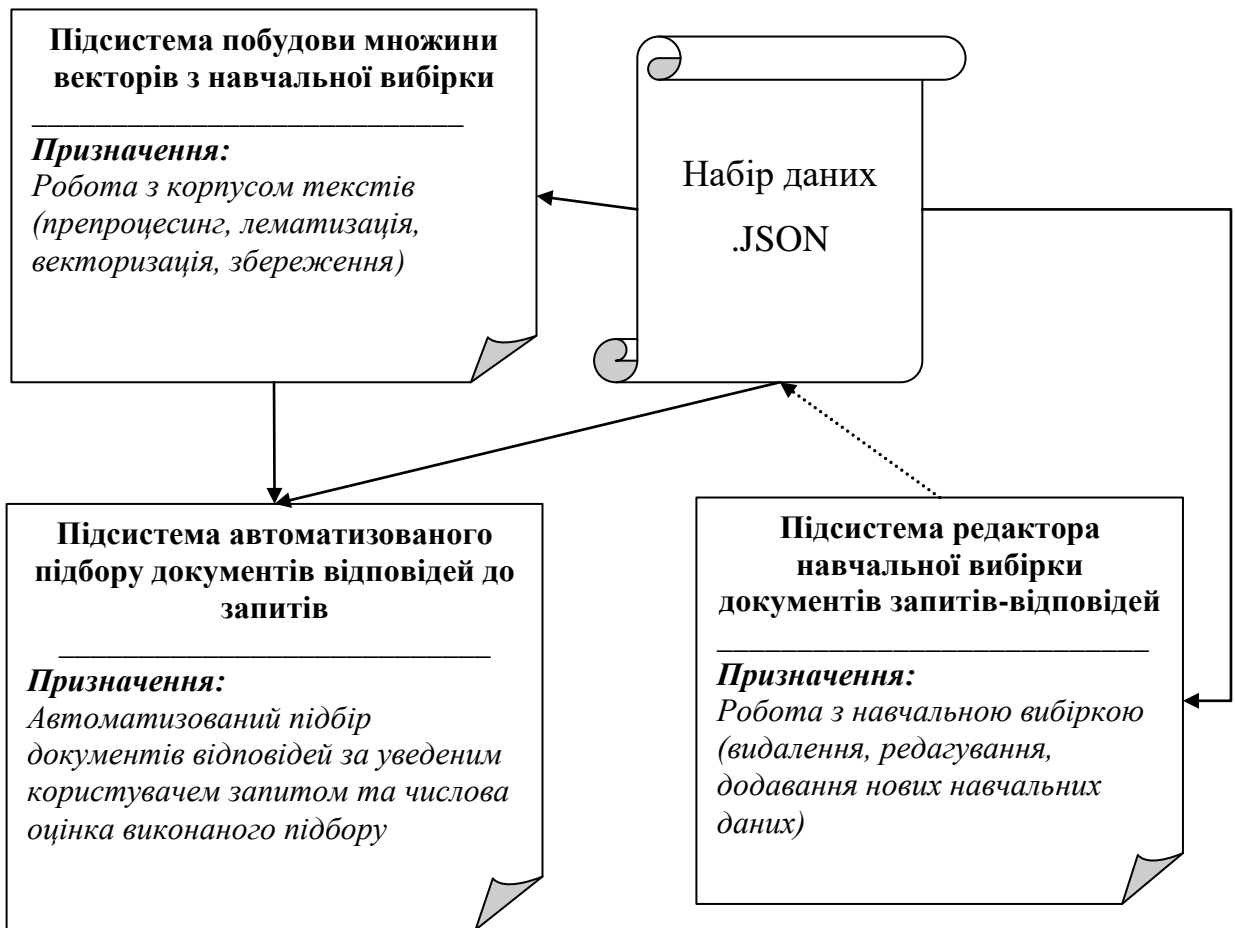 Підсистема побудови множини
векторів з навчальної вибірки
Призначення:
Робота з корпусом текстів
(препроцесинг, лематизація,
векторизація, збереження)
Набір даних
.JSON
Підсистема автоматизованого
підбору документів відповідей до
запитів
Призначення:
Автоматизований підбір
документів відповідей за уведеним
користувачем запитом та числова
оцінка виконаного підбору
Підсистема редактора
навчальної вибірки
документів запитів-відповідей
Призначення:
Робота з навчальною вибіркою
(видалення, редагування,
додавання нових навчальних
даних)